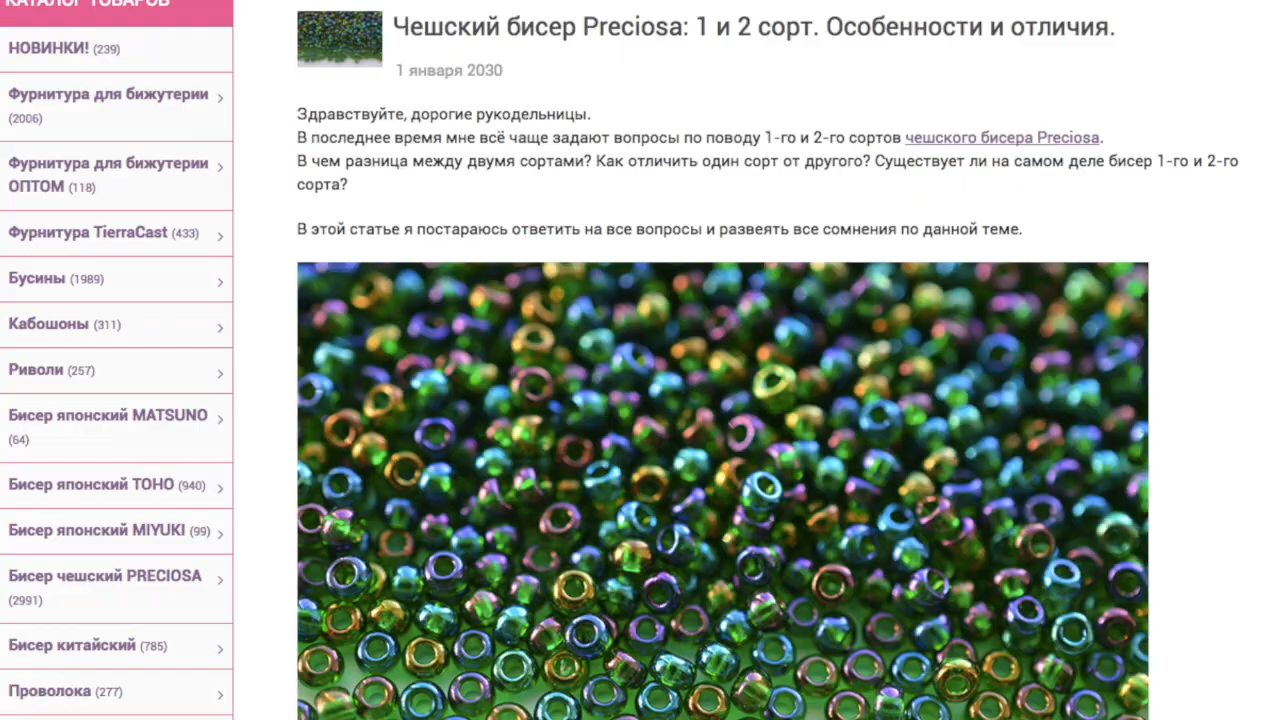 КАТАЛОГ ТОВАРОВ
НОВИНКИ! (239)
Фурнитура для бижутерии
(2006)
Фурнитура для бижутерии
ОПТОМ (118)
Фурнитура TierraCast (433)
Бусины (1989)
Кабошоны (311)
Риволи (257)
Бисер японский MATSUNO
(64)
Бисер японский TOHO (940)
Бисер японский MIYUKI (99)
Бисер чешский PRECIOSA
(2991)
Бисер китайский (785)
Проволока (277)
Чешский бисер Preciosa: 1 и 2 сорт. Особенности и отличия.
1 января 2030
Здравствуйте, дорогие рукодельницы.
В последнее время мне всё чаще задают вопросы по поводу 1-го и 2-го сортов чешского бисера Preciosa.
В чем разница между двумя сортами? Как отличить один сорт от другого? Существует ли на самом деле бисер 1-го и 2-го
сорта?
В этой статье я постараюсь ответить на все вопросы и развеять все сомнения по данной теме.